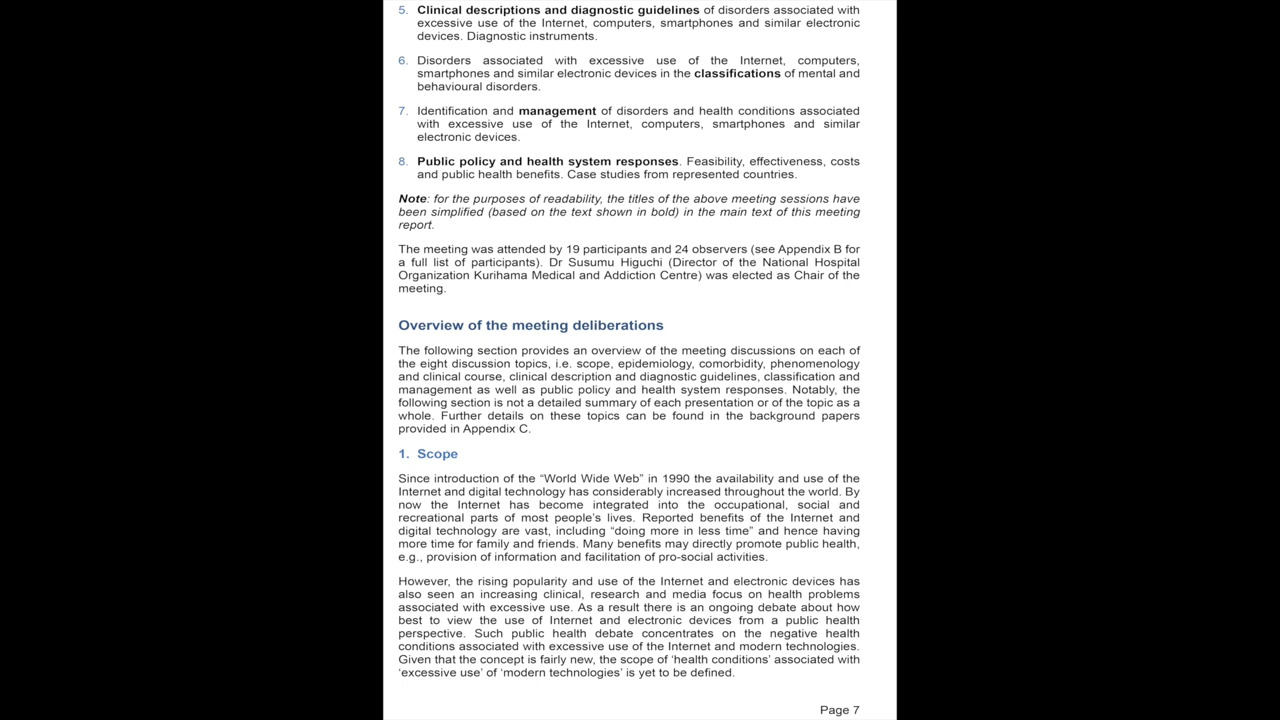 5. Clinical descriptions and diagnostic guidelines of disorders associated with
excessive use of the Internet, computers, smartphones and similar electronic
devices. Diagnostic instruments.
6. Disorders associated with excessive use of the Internet, computers,
smartphones and similar electronic devices in the classifications of mental and
behavioural disorders.
7. Identification and management of disorders and health conditions associated
with excessive use of the Internet, computers, smartphones and similar
electronic devices.
8. Public policy and health system responses. Feasibility, effectiveness, costs
and public health benefits. Case studies from represented countries.
Note: for the purposes of readability, the titles of the above meeting sessions have
been simplified (based on the text shown in bold) in the main text of this meeting
report.
The meeting was attended by 19 participants and 24 observers (see Appendix B for
a full list of participants). Dr Susumu Higuchi (Director of the National Hospital
Organization Kurihama Medical and Addiction Centre) was elected as Chair of the
meeting.
Overview of the meeting deliberations
The following section provides an overview of the meeting discussions on each of
the eight discussion topics, i.e. scope, epidemiology, comorbidity, phenomenology
and clinical course, clinical description and diagnostic guidelines, classification and
management as well as public policy and health system responses. Notably, the
following section is not a detailed summary of each presentation or of the topic as a
whole. Further details on these topics can be found in the background papers
provided in Appendix C.
1. Scope
Since introduction of the “World Wide Web” in 1990 the availability and use of the
Internet and digital technology has considerably increased throughout the world. By
now the Internet has become integrated into the occupational, social and
recreational parts of most people’s lives. Reported benefits of the Internet and
digital technology are vast, including “doing more in less time” and hence having
more time for family and friends. Many benefits may directly promote public health,
e.g., provision of information and facilitation of pro-social activities.
However, the rising popularity and use of the Internet and electronic devices has
also seen an increasing clinical, research and media focus on health problems
associated with excessive use. As a result there is an ongoing debate about how
best to view the use of Internet and electronic devices from a public health
perspective. Such public health debate concentrates on the negative health
conditions associated with excessive use of the Internet and modern technologies.
Given that the concept is fairly new, the scope of ‘health conditions’ associated with
‘excessive use’ of ‘modern technologies’ is yet to be defined.
Page 7